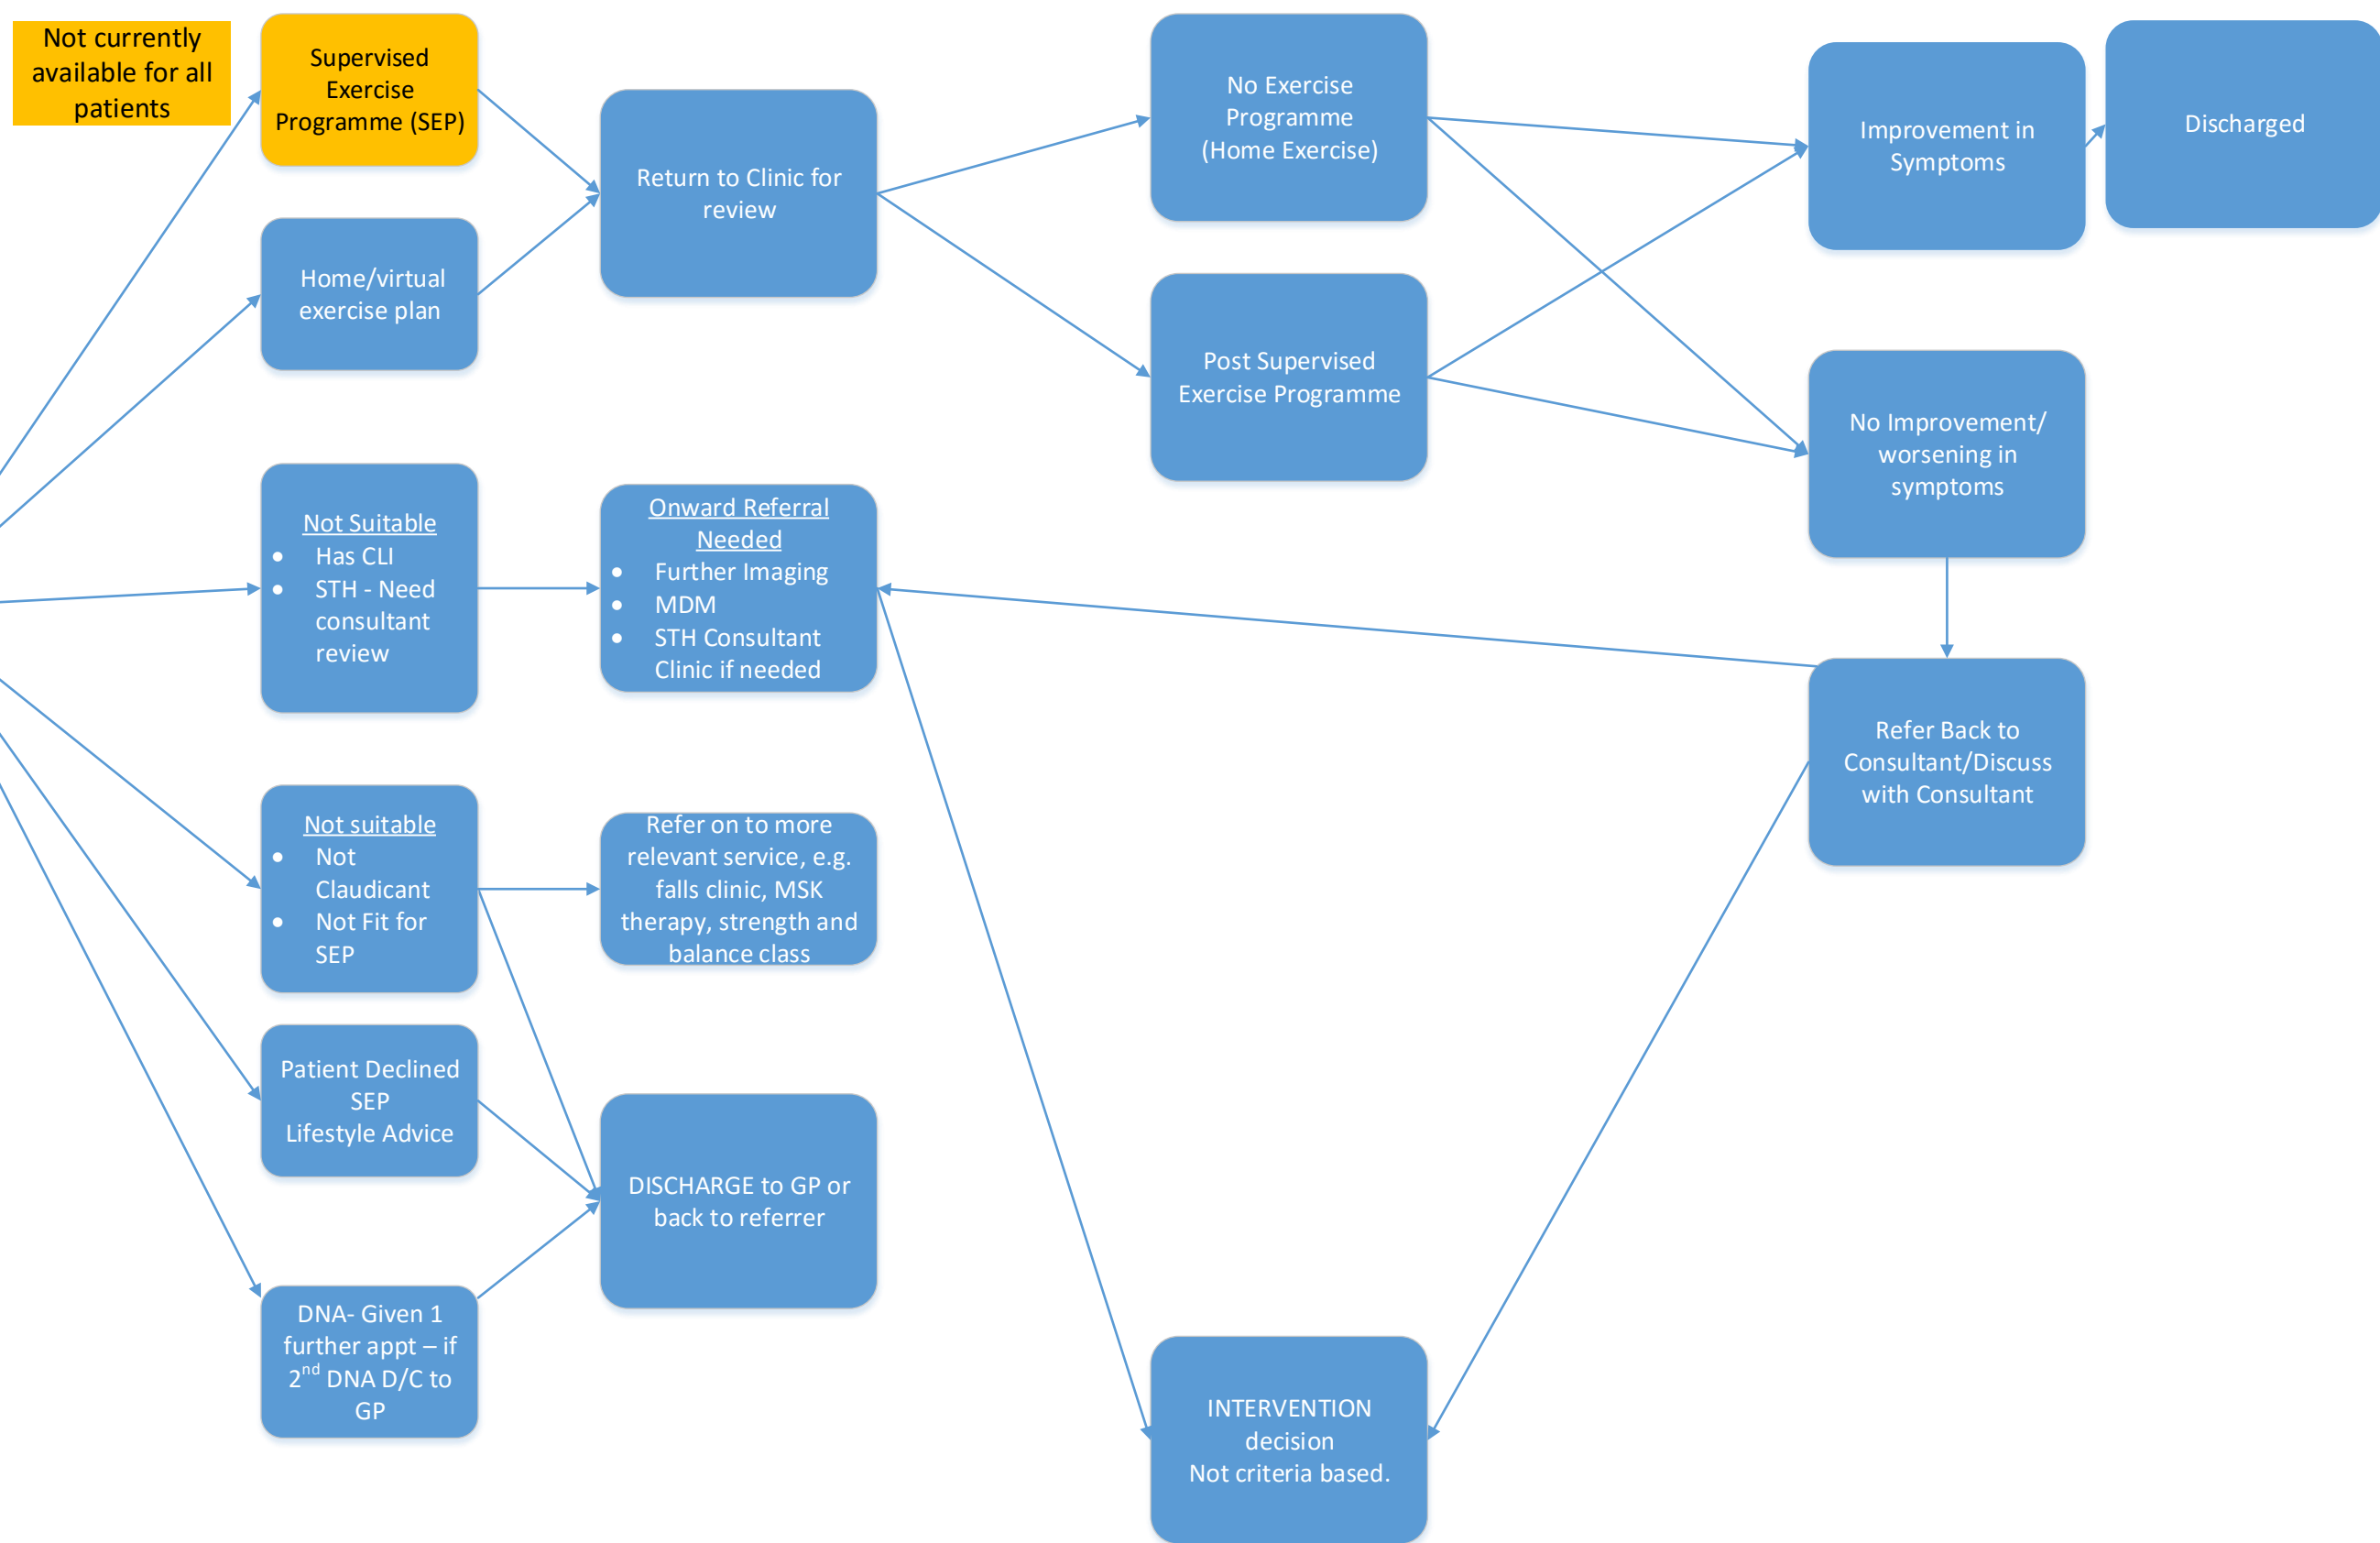 Not currently
available for all
patients
Supervised
Exercise
Programme (SEP)
Home/virtual
exercise plan
Return to Clinic for
review
No Exercise
Programme
(Home Exercise)
Post Supervised
Exercise Programme
Improvement in
Symptoms
Discharged
No Improvement/
worsening in
symptoms
Not Suitable
• Has CLI
• STH - Need
consultant
review
Onward Referral
Needed
• Further Imaging
• MDM
• STH Consultant
Clinic if needed
Refer Back to
Consultant/Discuss
with Consultant
Not suitable
• Not
Claudicant
• Not Fit for
SEP
Refer on to more
relevant service, e.g.
falls clinic, MSK
therapy, strength and
balance class
Patient Declined
SEP
Lifestyle Advice
DISCHARGE to GP or
back to referrer
DNA- Given 1
further appt – if
2nd DNA D/C to
GP
INTERVENTION
decision
Not criteria based.